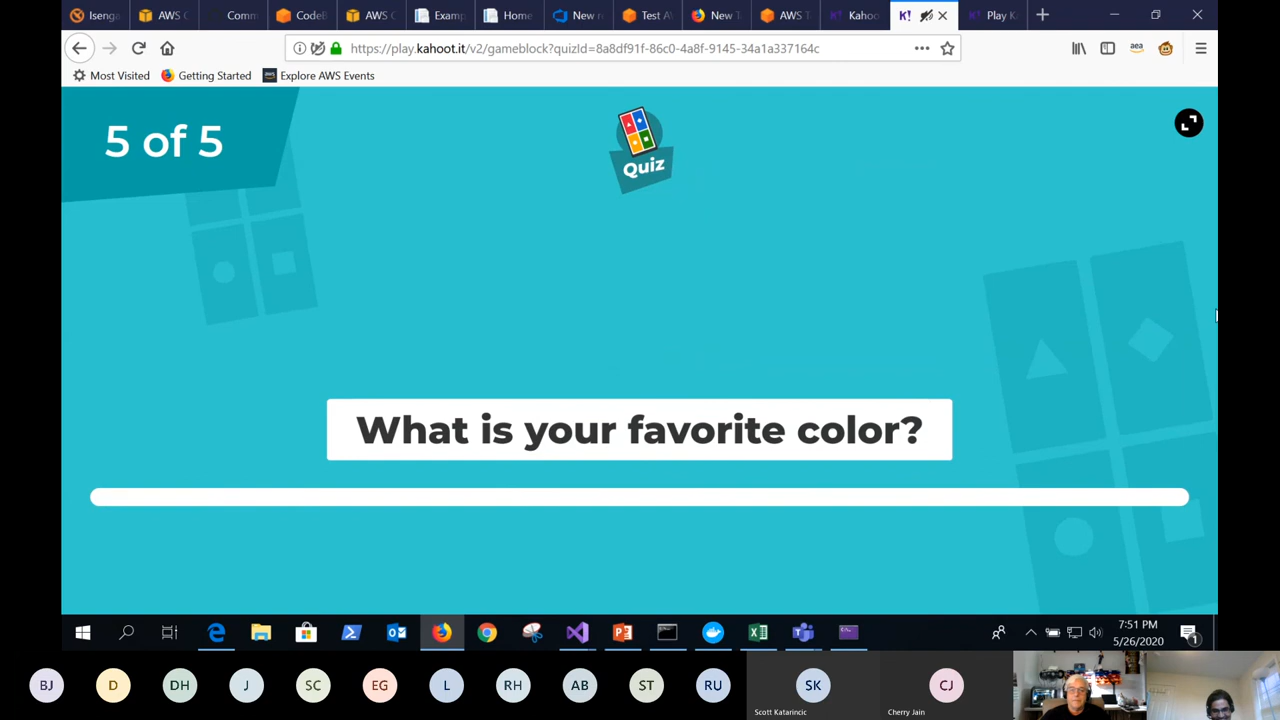 Isenga
AWS C
Comm
CodeB
AWS C
Examp
Home
New r
Test A
New T
AWS T
Kahoo
Play K
https://play.kahoot.it/v2/gameblock?quizId=8a8df91f-86c0-4a8f-9145-34a1a337164c
Most Visited
Getting Started
Explore AWS Events
5 of 5
Quiz
What is your favorite color?
7:51 PM
5/26/2020
1
BJ
D
DH
J
SC
EG
L
RH
AB
ST
RU
SK
CJ
Scott Katarincic
Cherry Jain